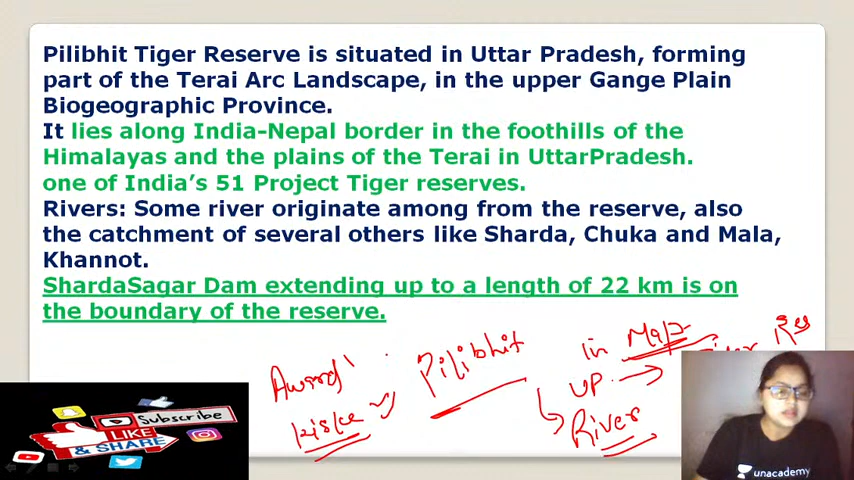 Pilibhit Tiger Reserve is situated in Uttar Pradesh, forming
part of the Terai Arc Landscape, in the upper Gange Plain
Biogeographic Province.
It lies along India-Nepal border in the foothills of the
Himalayas and the plains of the Terai in UttarPradesh.
one of India's 51 Project Tiger reserves.
Rivers: Some river originate among from the reserve, also
the catchment of several others like Sharda, Chuka and Mala,
Khannot.
ShardaSagar Dam extending up to a length of 22 km is on
the boundary of the reserve.
Award
kiske
Pilibhit
in Map
UP
River
Res
Subscribe
LIKE
& SHARE
unacademy